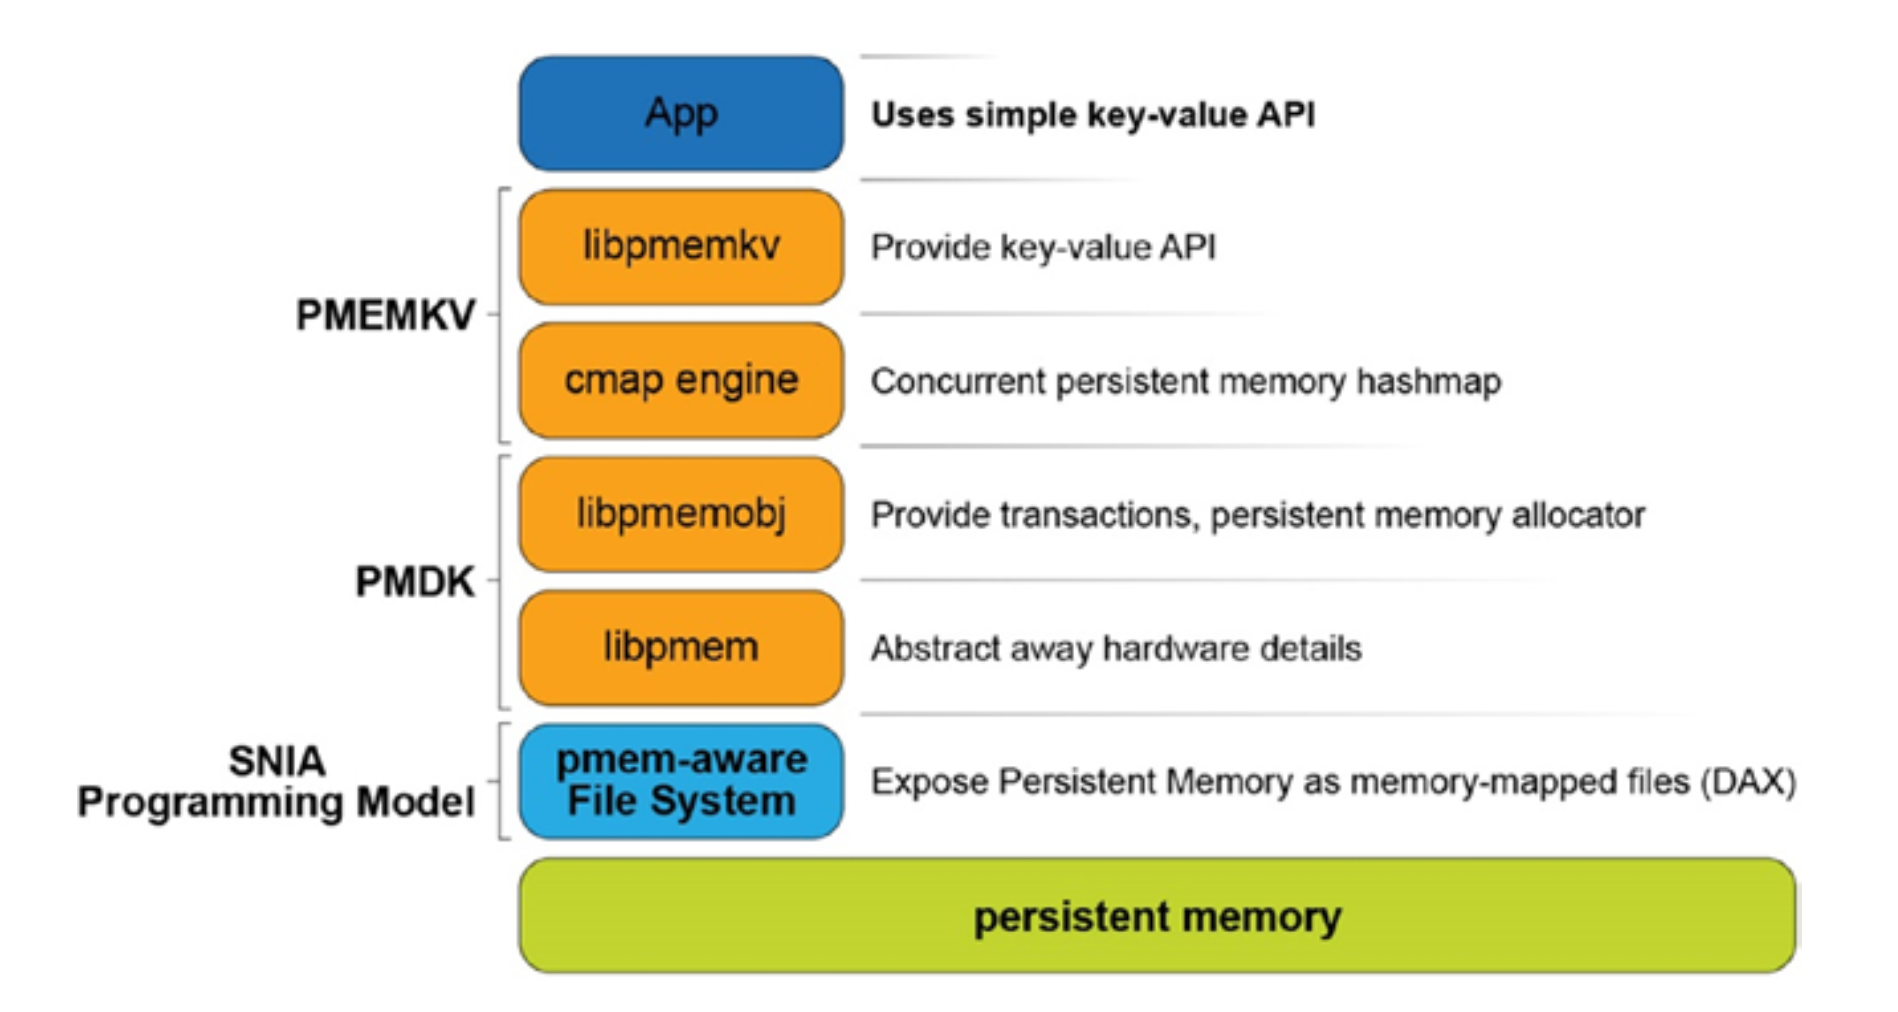 App
Uses simple key-value API
PMEMKV
libpmemkv
Provide key-value API
cmap engine
Concurrent persistent memory hashmap
PMDK
libpmemobj
Provide transactions, persistent memory allocator
libpmem
Abstract away hardware details
SNIA
Programming Model
pmem-aware
File System
Expose Persistent Memory as memory-mapped files (DAX)
persistent memory